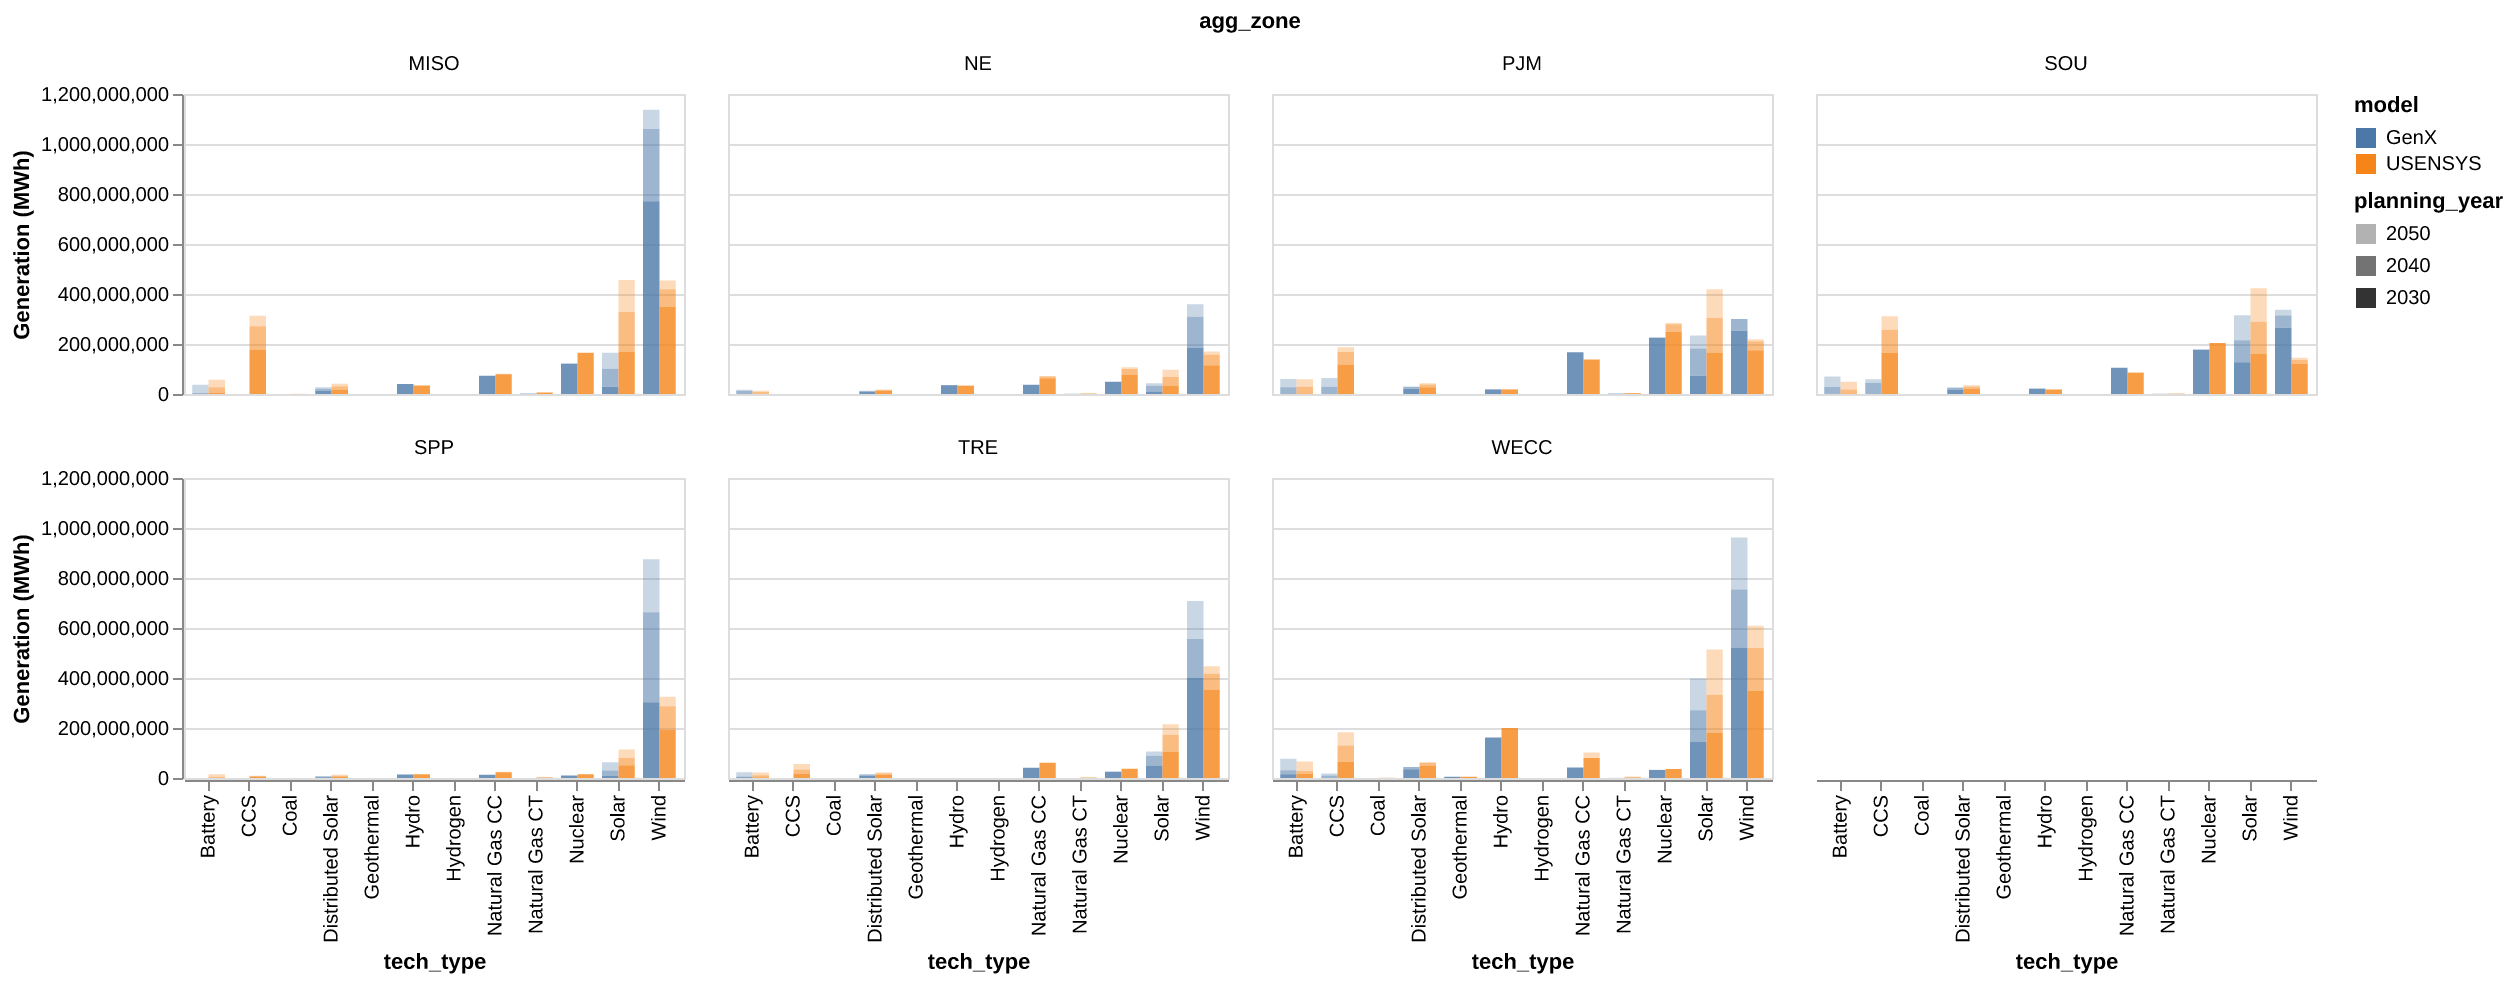 agg_zone
MISO
NE
PJM
SOU
1,200,000,000
1,000,000,000
800,000,000
600,000,000
400,000,000
200,000,000
0
Generation (MWh)
model
GenX
USENSYS
planning_year
2050
2040
2030
SPP
TRE
WECC
1,200,000,000
1,000,000,000
800,000,000
600,000,000
400,000,000
200,000,000
0
Generation (MWh)
Battery
CCS
Coal
Distributed Solar
Geothermal
Hydro
Hydrogen
Natural Gas CC
Natural Gas CT
Nuclear
Solar
Wind
Battery
CCS
Coal
Distributed Solar
Geothermal
Hydro
Hydrogen
Natural Gas CC
Natural Gas CT
Nuclear
Solar
Wind
Battery
CCS
Coal
Distributed Solar
Geothermal
Hydro
Hydrogen
Natural Gas CC
Natural Gas CT
Nuclear
Solar
Wind
Battery
CCS
Coal
Distributed Solar
Geothermal
Hydro
Hydrogen
Natural Gas CC
Natural Gas CT
Nuclear
Solar
Wind
tech_type
tech_type
tech_type
tech_type